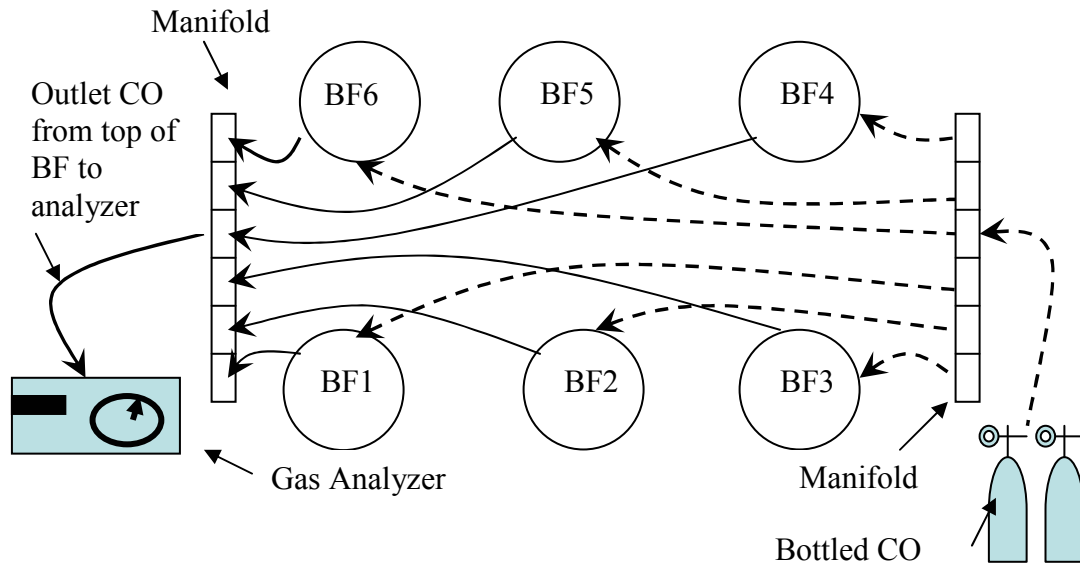 Manifold
Outlet CO
from top of
BF to
analyzer
BF6
BF5
BF4
BF1
BF2
BF3
Gas Analyzer
Manifold
Bottled CO